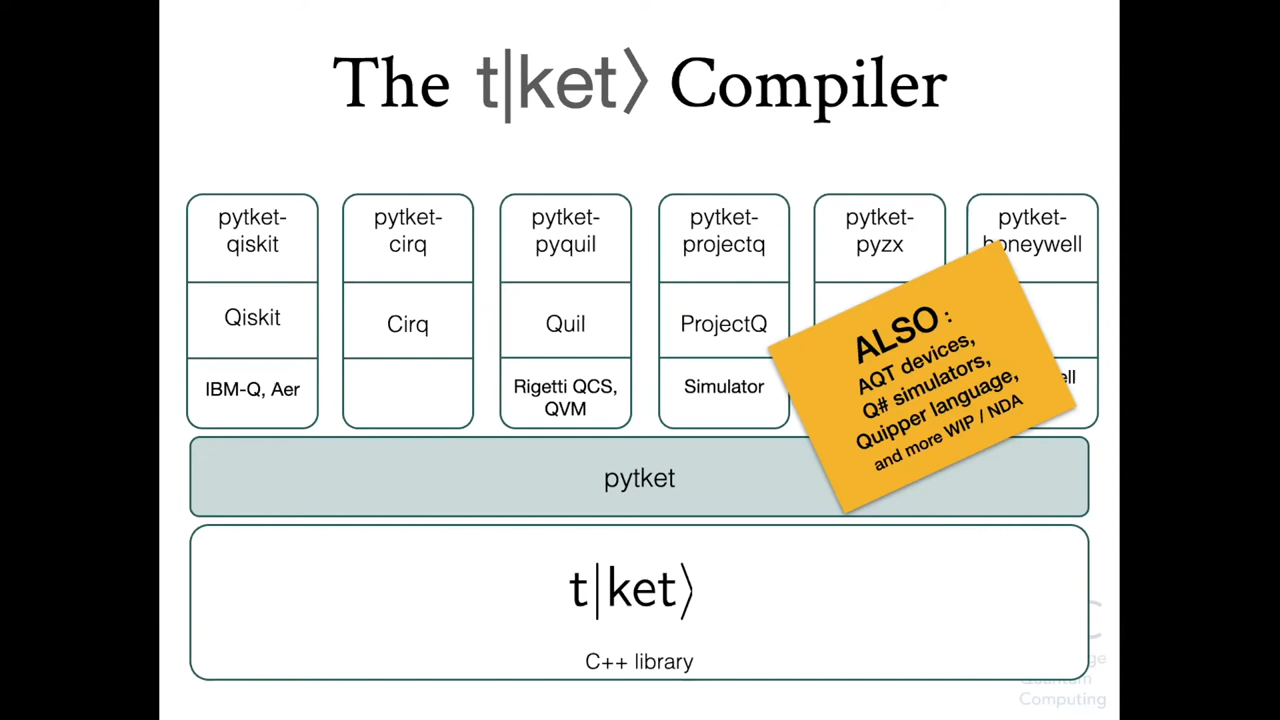 The t|ket⟩ Compiler
pytket-
qiskit
Qiskit
IBM-Q, Aer
pytket-
cirq
Cirq
pytket-
pyquil
Quil
Rigetti QCS,
QVM
pytket-
projectq
ProjectQ
Simulator
pytket-
pyzx
pytket-
honeywell
ALSO :
AQT devices,
Q# simulators,
Quipper language,
and more WIP / NDA
pytket
t|ket⟩
C++ library
Quantum
Computing